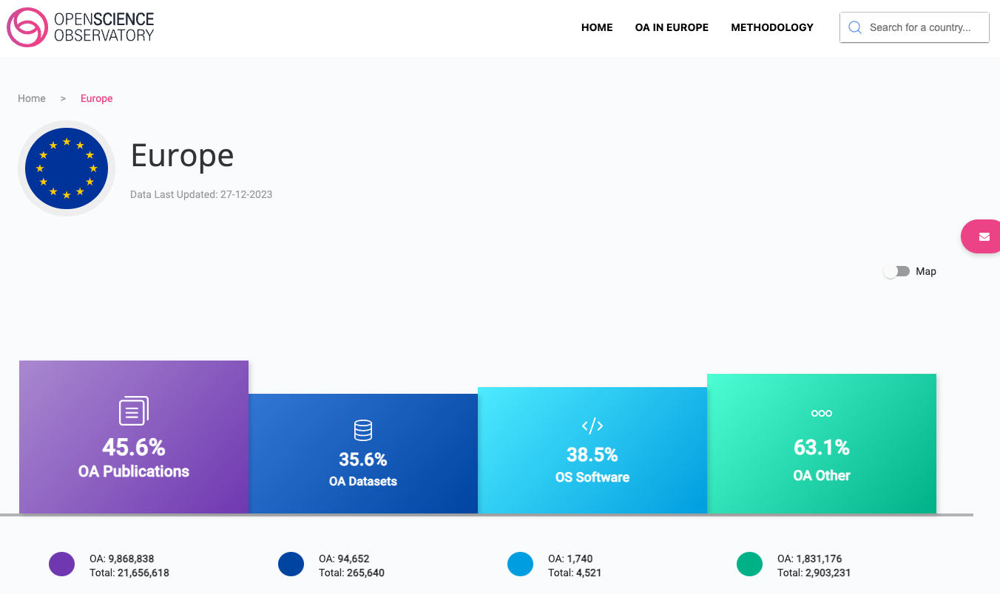 OPENSCIENCE
OBSERVATORY
HOME
OA IN EUROPE
METHODOLOGY
Search for a country...
Home > Europe
Europe
Data Last Updated: 27-12-2023
Map
45.6%
OA Publications
35.6%
OA Datasets
38.5%
OS Software
63.1%
OA Other
OA: 9,868,838
Total: 21,656,618
OA: 94,652
Total: 265,640
OA: 1,740
Total: 4,521
OA: 1,831,176
Total: 2,903,231